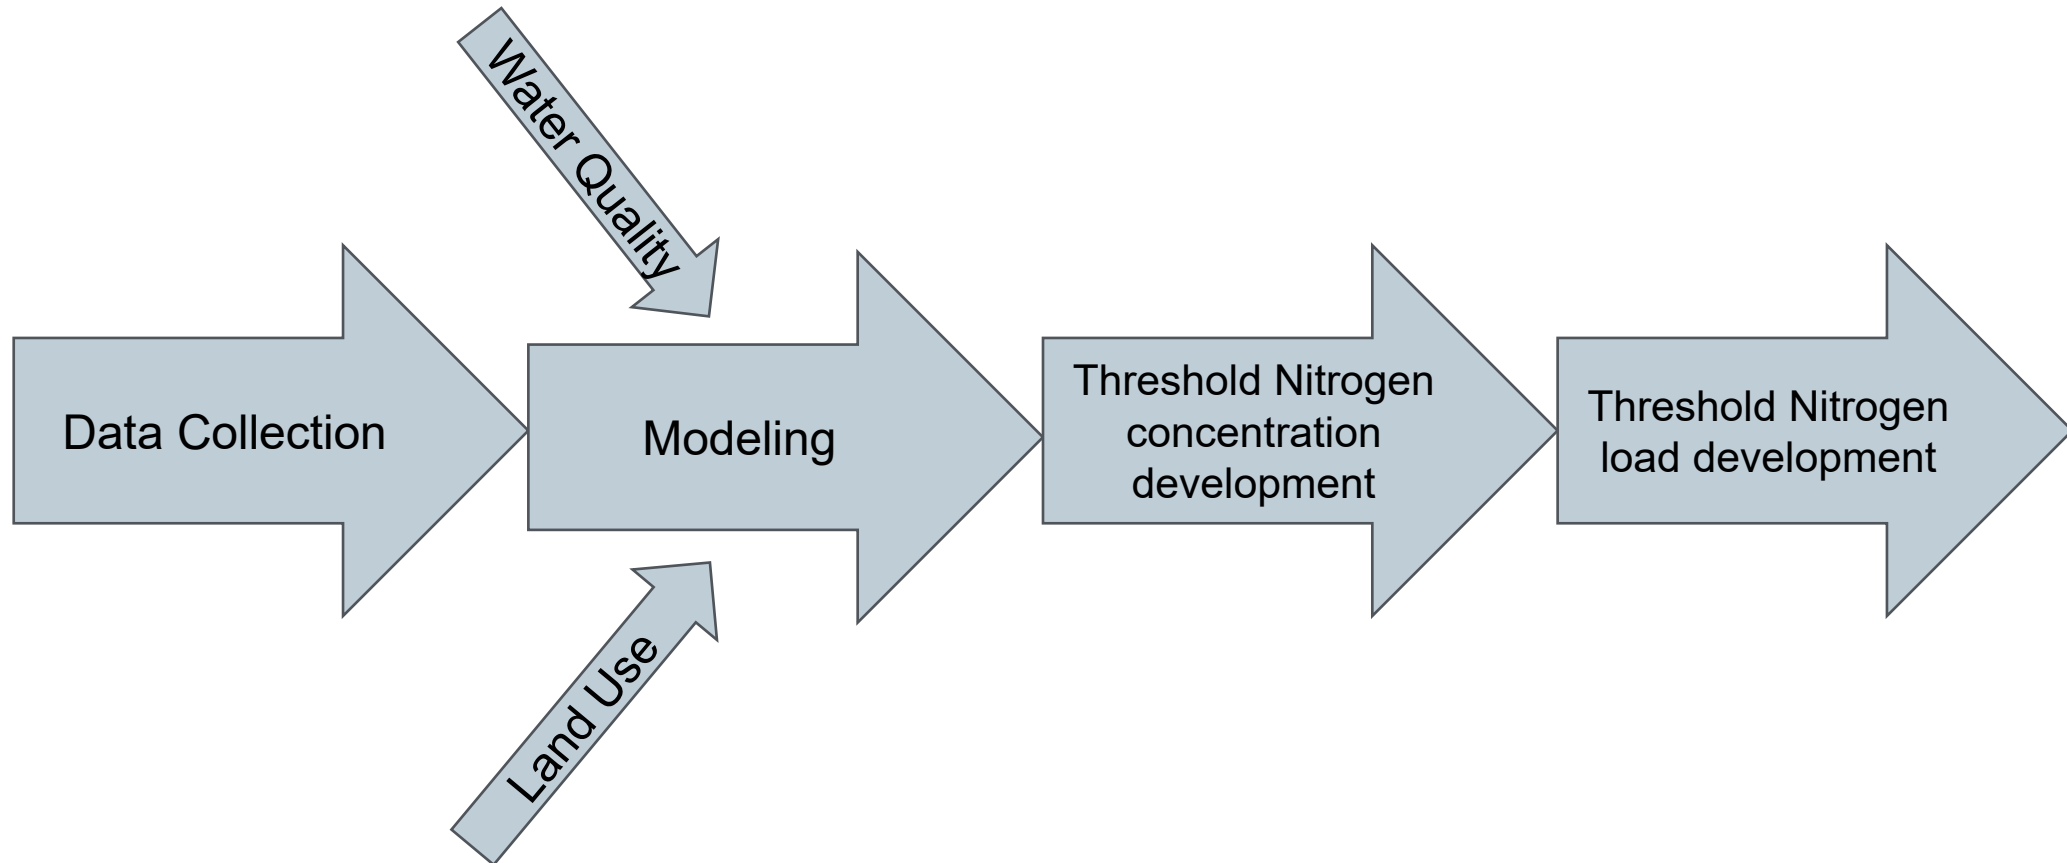 Water Quality
Data Collection
Modeling
Threshold Nitrogen
concentration
development
Threshold Nitrogen
load development
Land Use